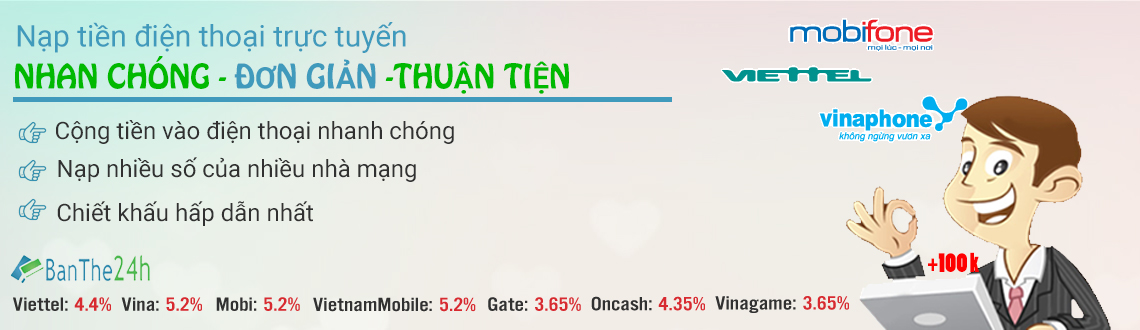 Nạp tiền điện thoại trực tuyến
NHANH CHÓNG - ĐƠN GIẢN -THUẬN TIỆN
Cộng tiền vào điện thoại nhanh chóng
Nạp nhiều số của nhiều nhà mạng
Chiết khấu hấp dẫn nhất
mobifone
mọi lúc - mọi nơi
VIETTEL
vinaphone
không ngừng vươn xa
+100k
BanThe24h
Viettel: 4.4% Vina: 5.2% Mobi: 5.2% VietnamMobile: 5.2% Gate: 3.65% Oncash: 4.35% Vinagame: 3.65%